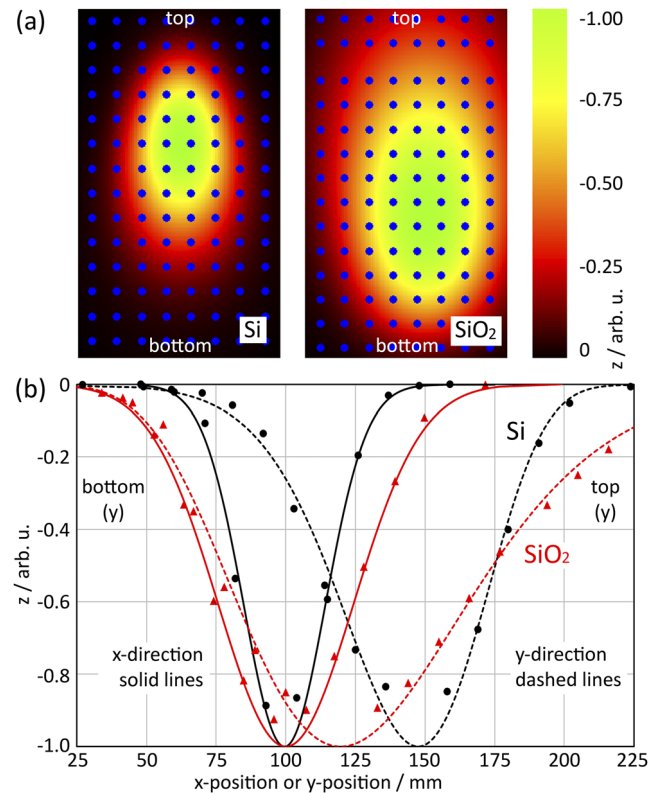 (a)
top
top
Si
SiO₂
bottom
bottom
-1.00
-0.75
-0.50
-0.25
0
z / arb. u.
(b)
0
-0.2
-0.4
-0.6
-0.8
-1.0
z / arb. u.
bottom
(y)
Si
top
(y)
SiO₂
x-direction
solid lines
y-direction
dashed lines
25
50
75
100
125
150
175
200
225
x-position or y-position / mm